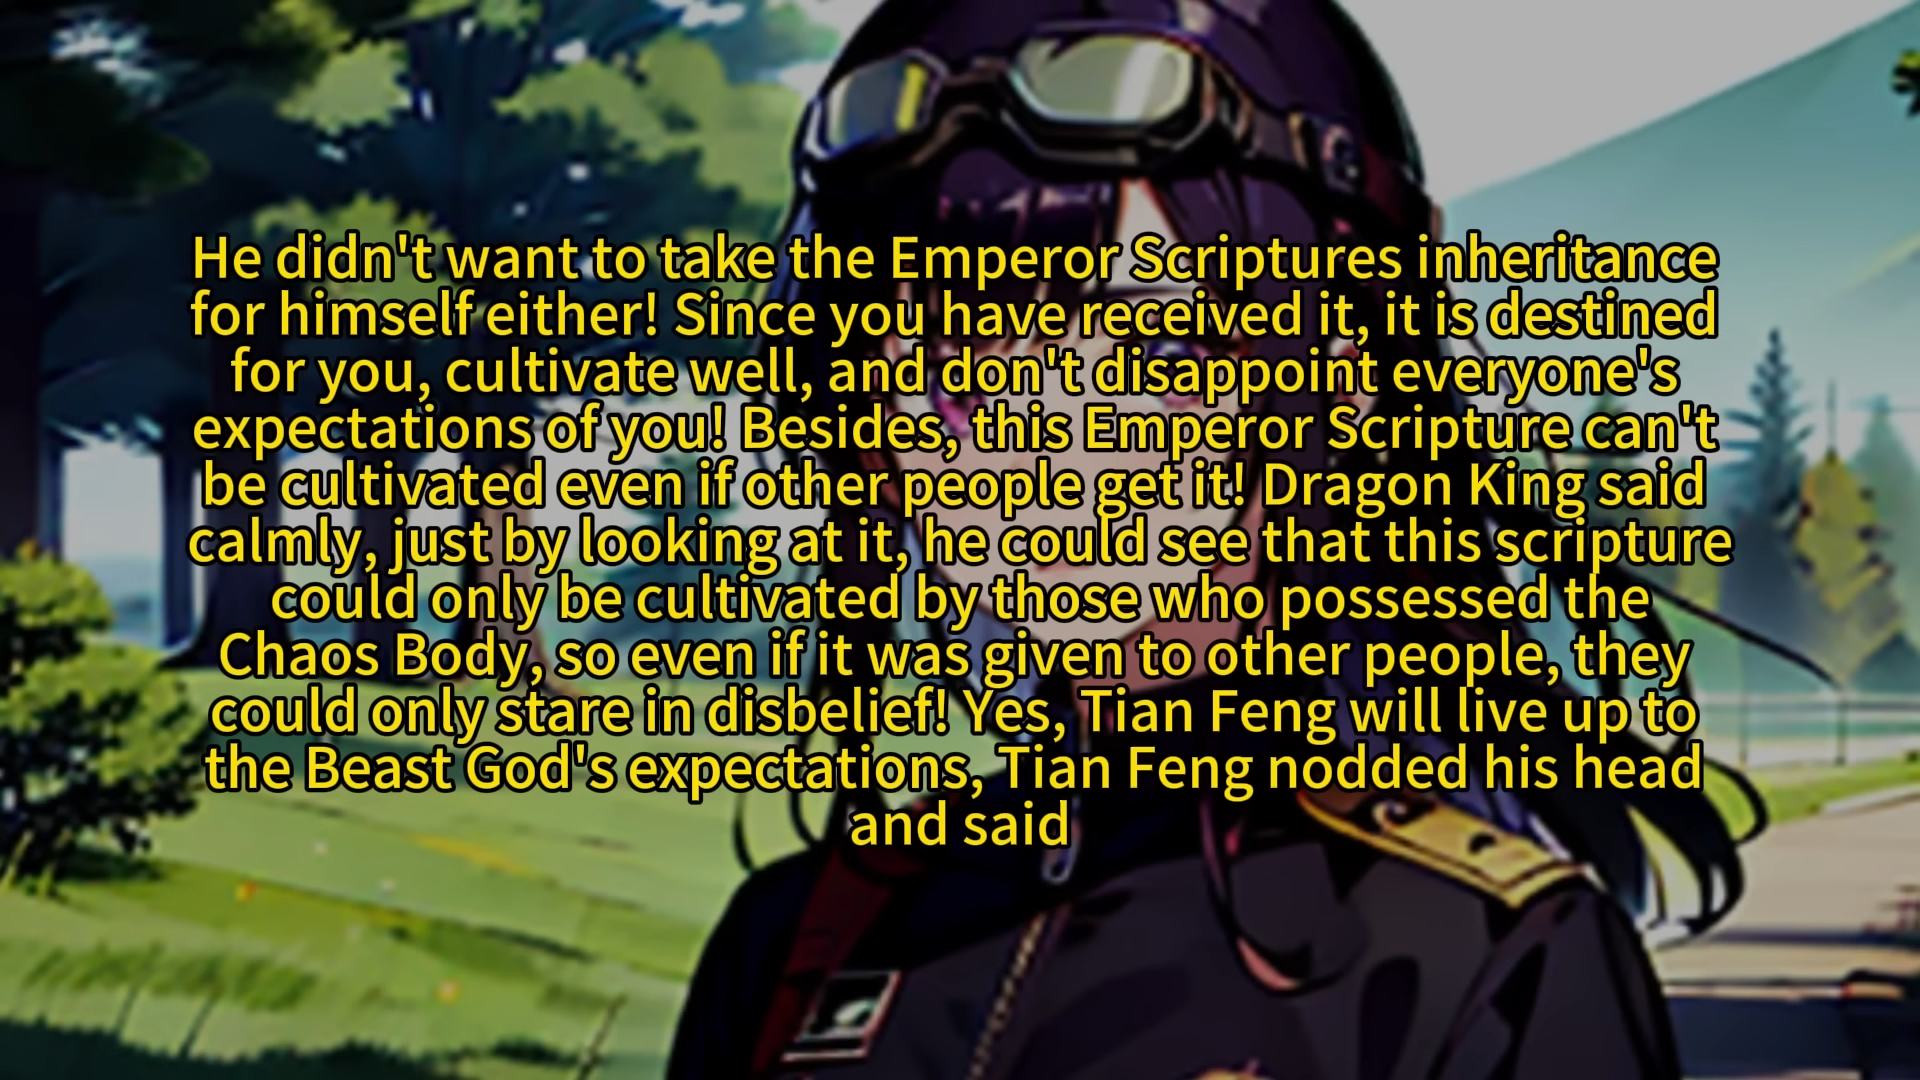 He didn't want to take the Emperor Scriptures inheritance
for himself either! Since you have received it, it is destined
for you, cultivate well, and don't disappoint everyone's
expectations of you! Besides, this Emperor Scripture can't
be cultivated even if other people get it! Dragon King said
calmly, just by looking at it, he could see that this scripture
could only be cultivated by those who possessed the
Chaos Body, so even if it was given to other people, they
could only stare in disbelief! Yes, Tian Feng will live up to
the Beast God's expectations, Tian Feng nodded his head
and said